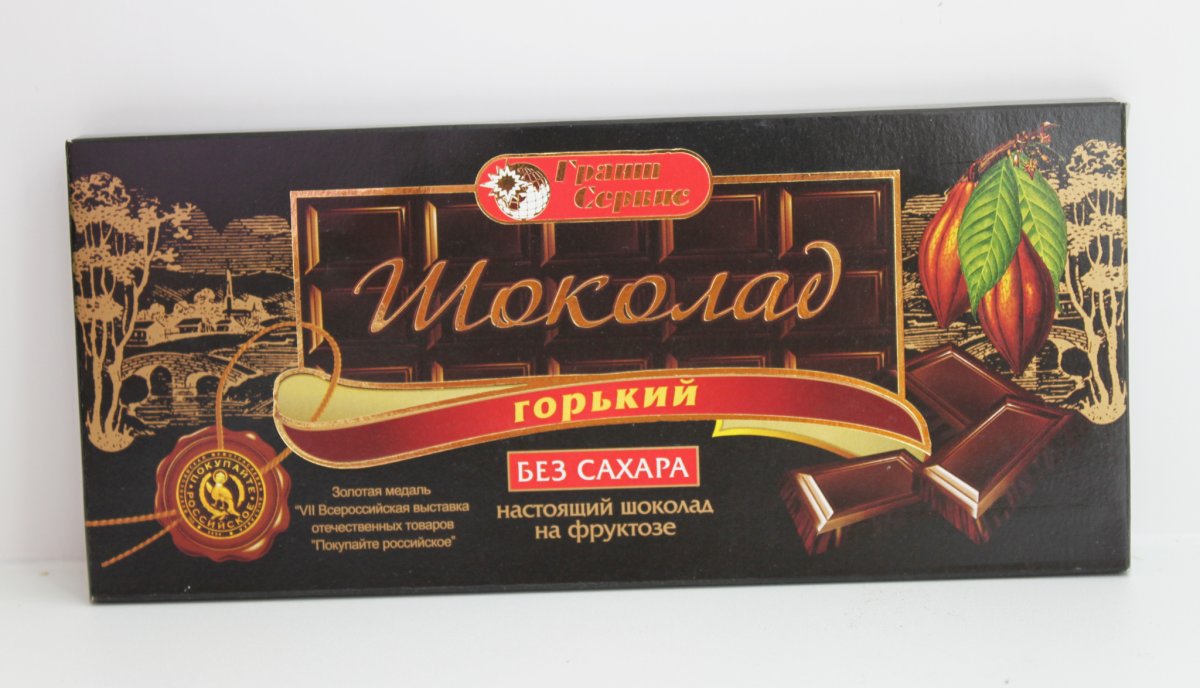 Грант
Сервис
Шоколад
горький
БЕЗ САХАРА
настоящий шоколад
на фруктозе
Золотая медаль
"VII Всероссийская выставка
отечественных товаров
"Покупайте российское"
ПОКУПАЙТЕ
РОССИЙСКОЕ